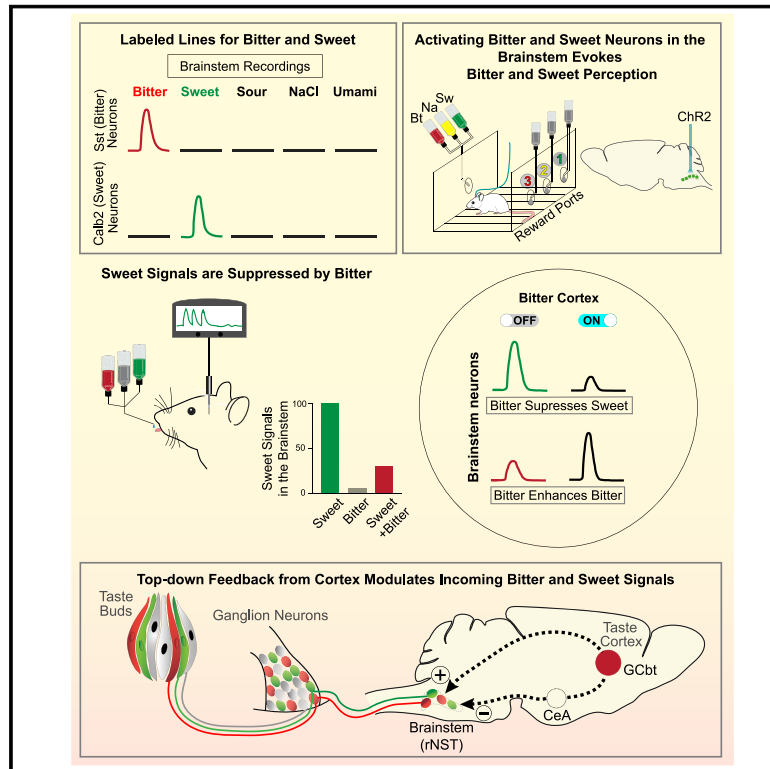 Labeled Lines for Bitter and Sweet
Brainstem Recordings
Bitter Sweet Sour NaCl Umami
Sst (Bitter)
Neurons
Calb2 (Sweet)
Neurons
Activating Bitter and Sweet Neurons in the
Brainstem Evokes
Bitter and Sweet Perception
Sw
Na
Bt
1
2
3
Reward Ports
ChR2
Sweet Signals are Suppressed by Bitter
Sweet Signals
in the Brainstem
100
50
0
Sweet
Bitter
Sweet
+Bitter
Bitter Cortex
OFF ON
Brainstem neurons
Bitter Supresses Sweet
Bitter Enhances Bitter
Top-down Feedback from Cortex Modulates Incoming Bitter and Sweet Signals
Taste
Buds
Ganglion Neurons
Taste
Cortex
GCbt
CeA
+
−
Brainstem
(rNST)